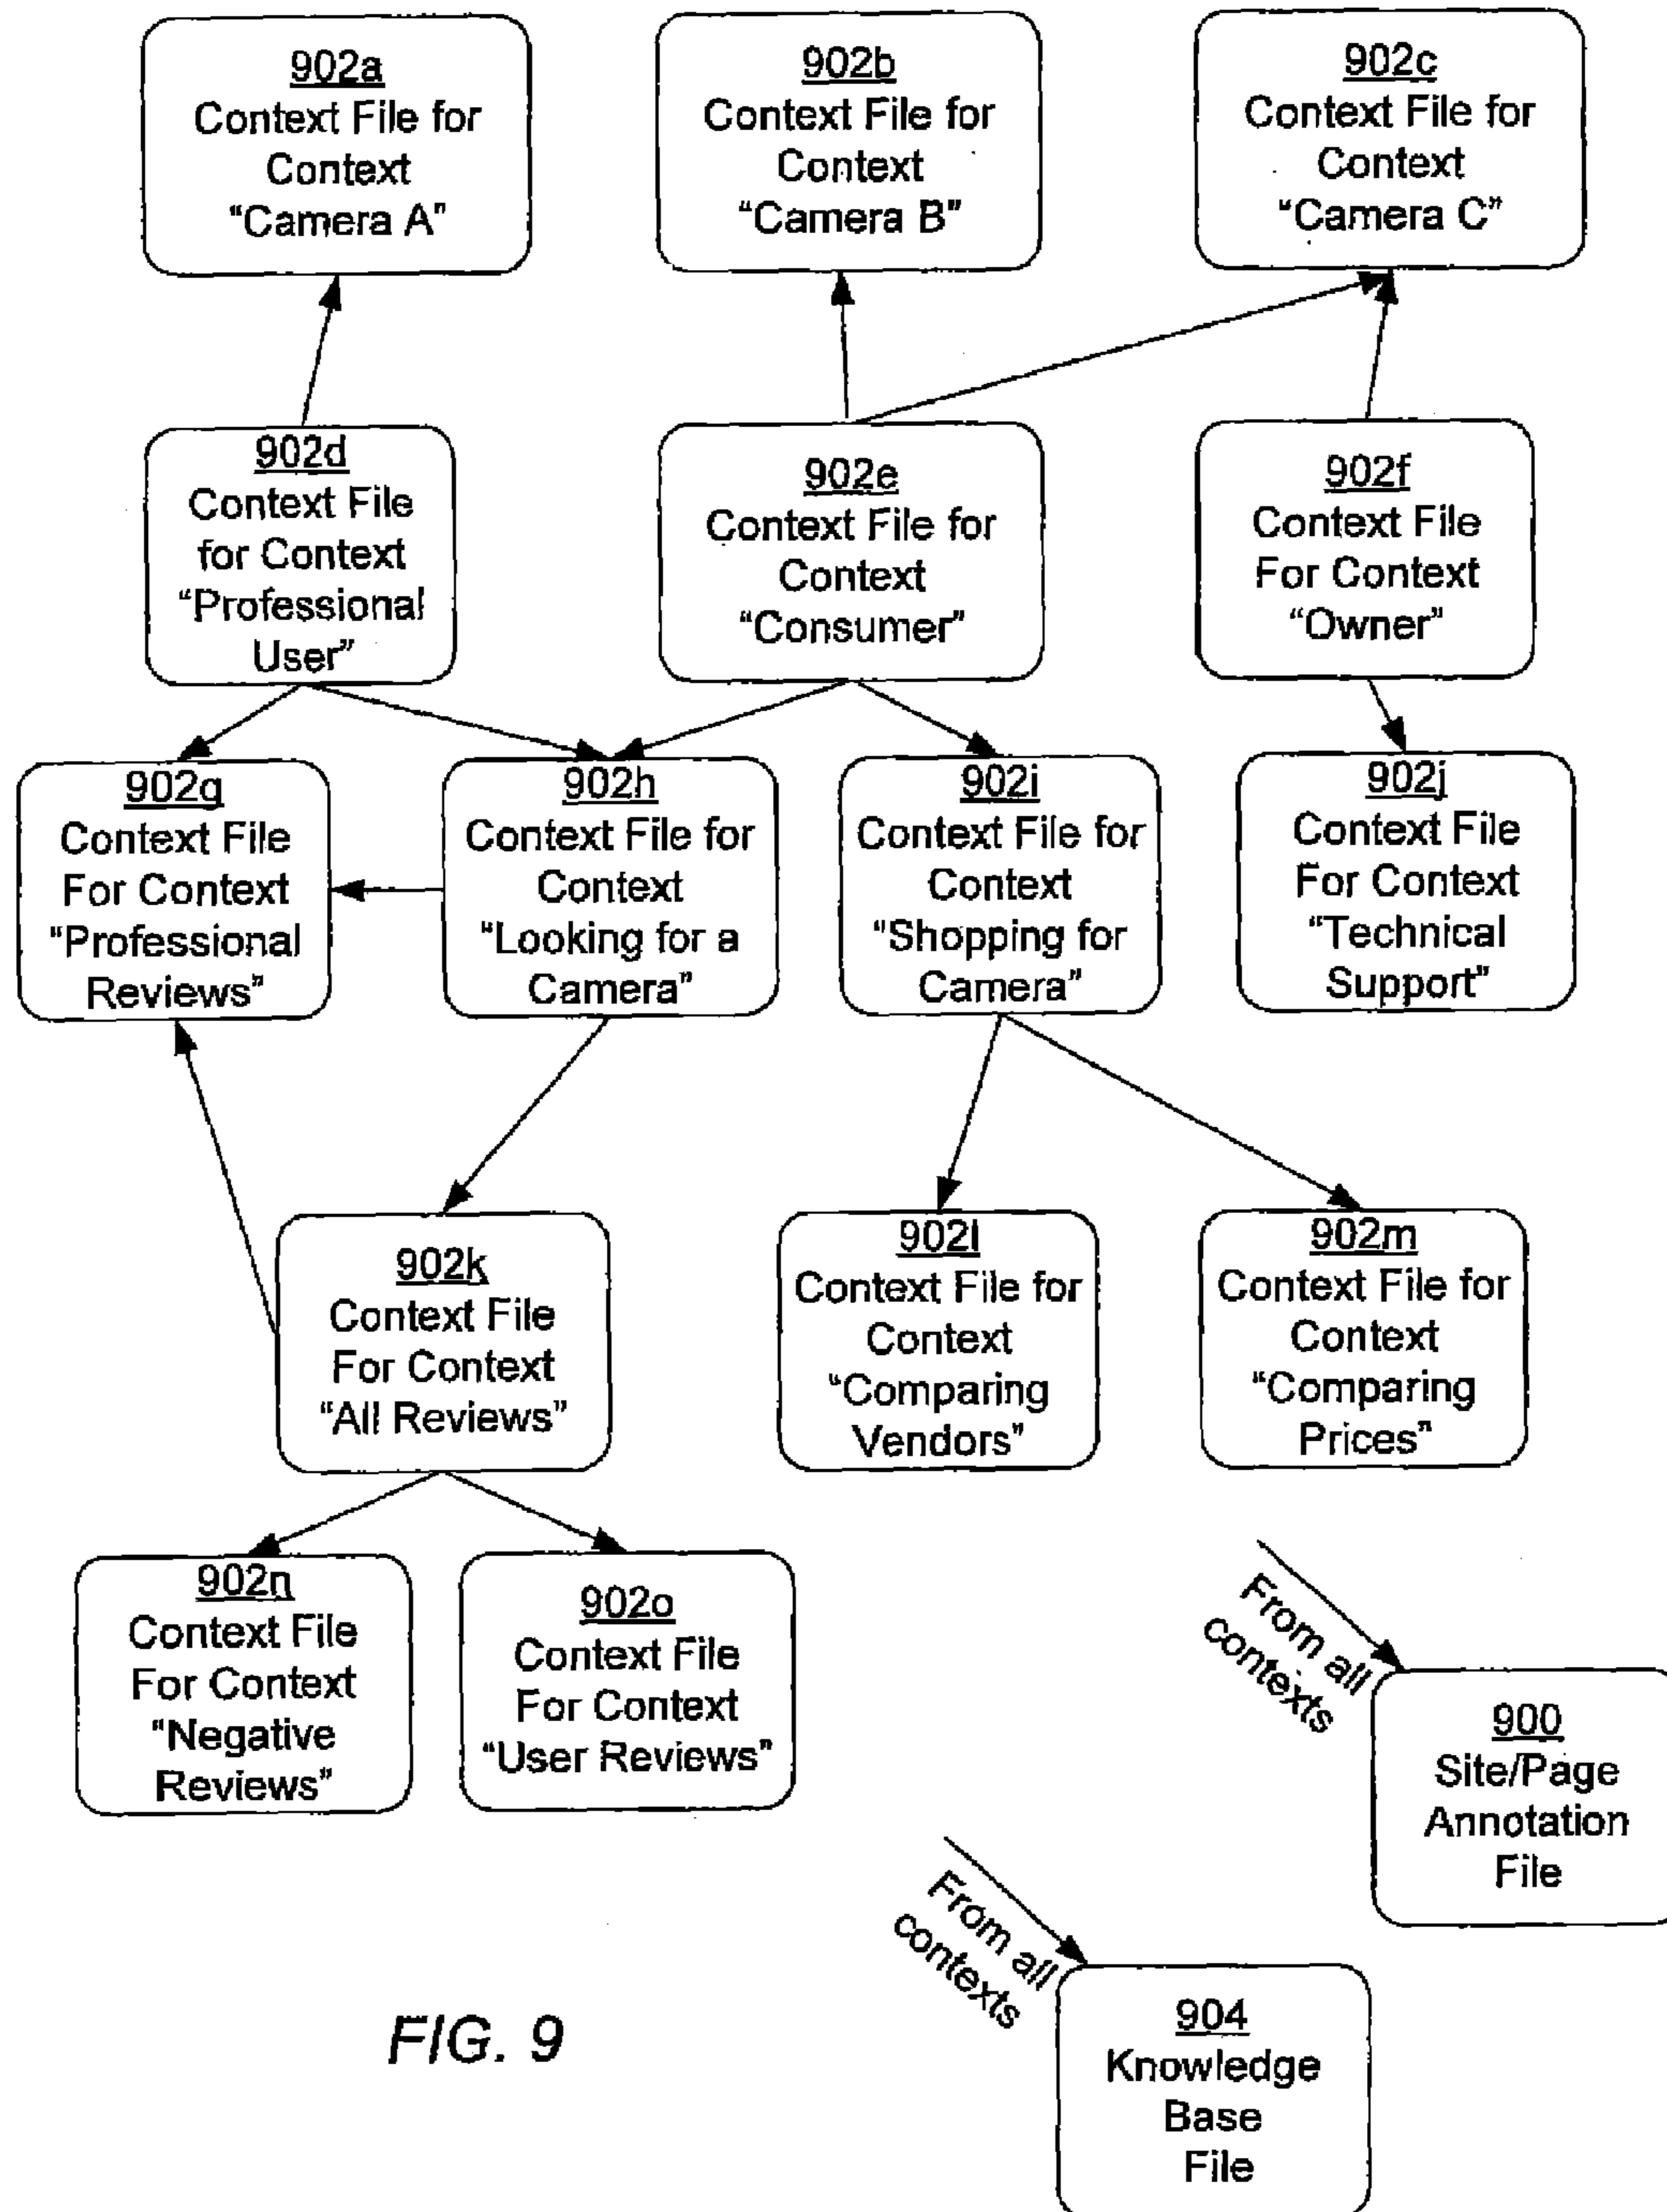 902a
Context File for
Context
“Camera A”
902b
Context File for
Context
“Camera B”
902c
Context File for
Context
“Camera C”
902d
Context File
for Context
“Professional
User”
902e
Context File for
Context
“Consumer”
902f
Context File
For Context
“Owner”
902g
Context File
For Context
“Professional
Reviews”
902h
Context File for
Context
“Looking for a
Camera”
902i
Context File for
Context
“Shopping for
Camera”
902j
Context File
For Context
“Technical
Support”
902k
Context File
For Context
“All Reviews”
902l
Context File for
Context
“Comparing
Vendors”
902m
Context File for
Context
“Comparing
Prices”
902n
Context File
For Context
“Negative
Reviews”
902o
Context File
For Context
“User Reviews”
From all
contexts
900
Site/Page
Annotation
File
From all
contexts
904
Knowledge
Base
File
FIG. 9